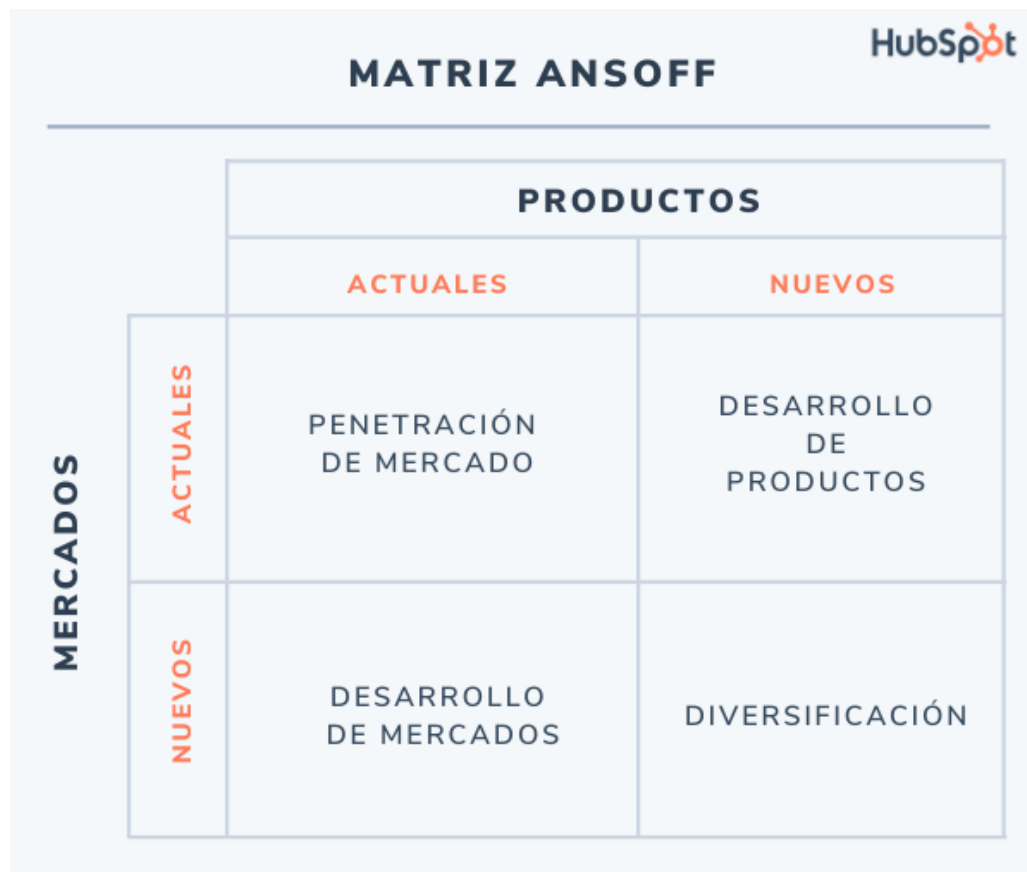 HubSpot
MATRIZ ANSOFF
PRODUCTOS
ACTUALES
NUEVOS
MERCADOS
ACTUALES
PENETRACIÓN
DE MERCADO
DESARROLLO
DE
PRODUCTOS
NUEVOS
DESARROLLO
DE MERCADOS
DIVERSIFICACIÓN